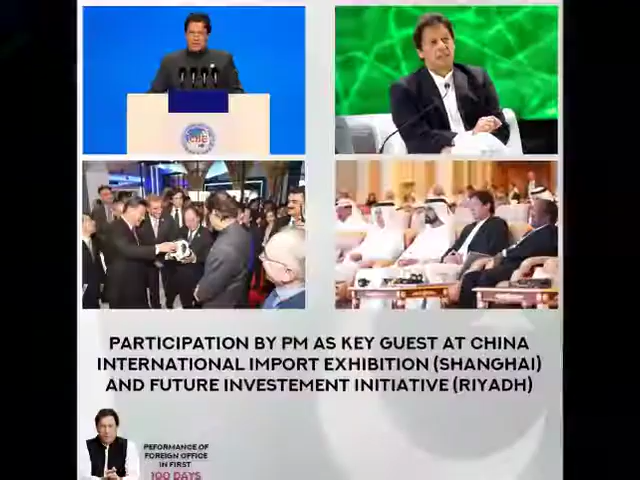 CIIE
PARTICIPATION BY PM AS KEY GUEST AT CHINA
INTERNATIONAL IMPORT EXHIBITION (SHANGHAI)
AND FUTURE INVESTEMENT INITIATIVE (RIYADH)
PEFORMANCE OF
FOREIGN OFFICE
IN FIRST
100 DAYS